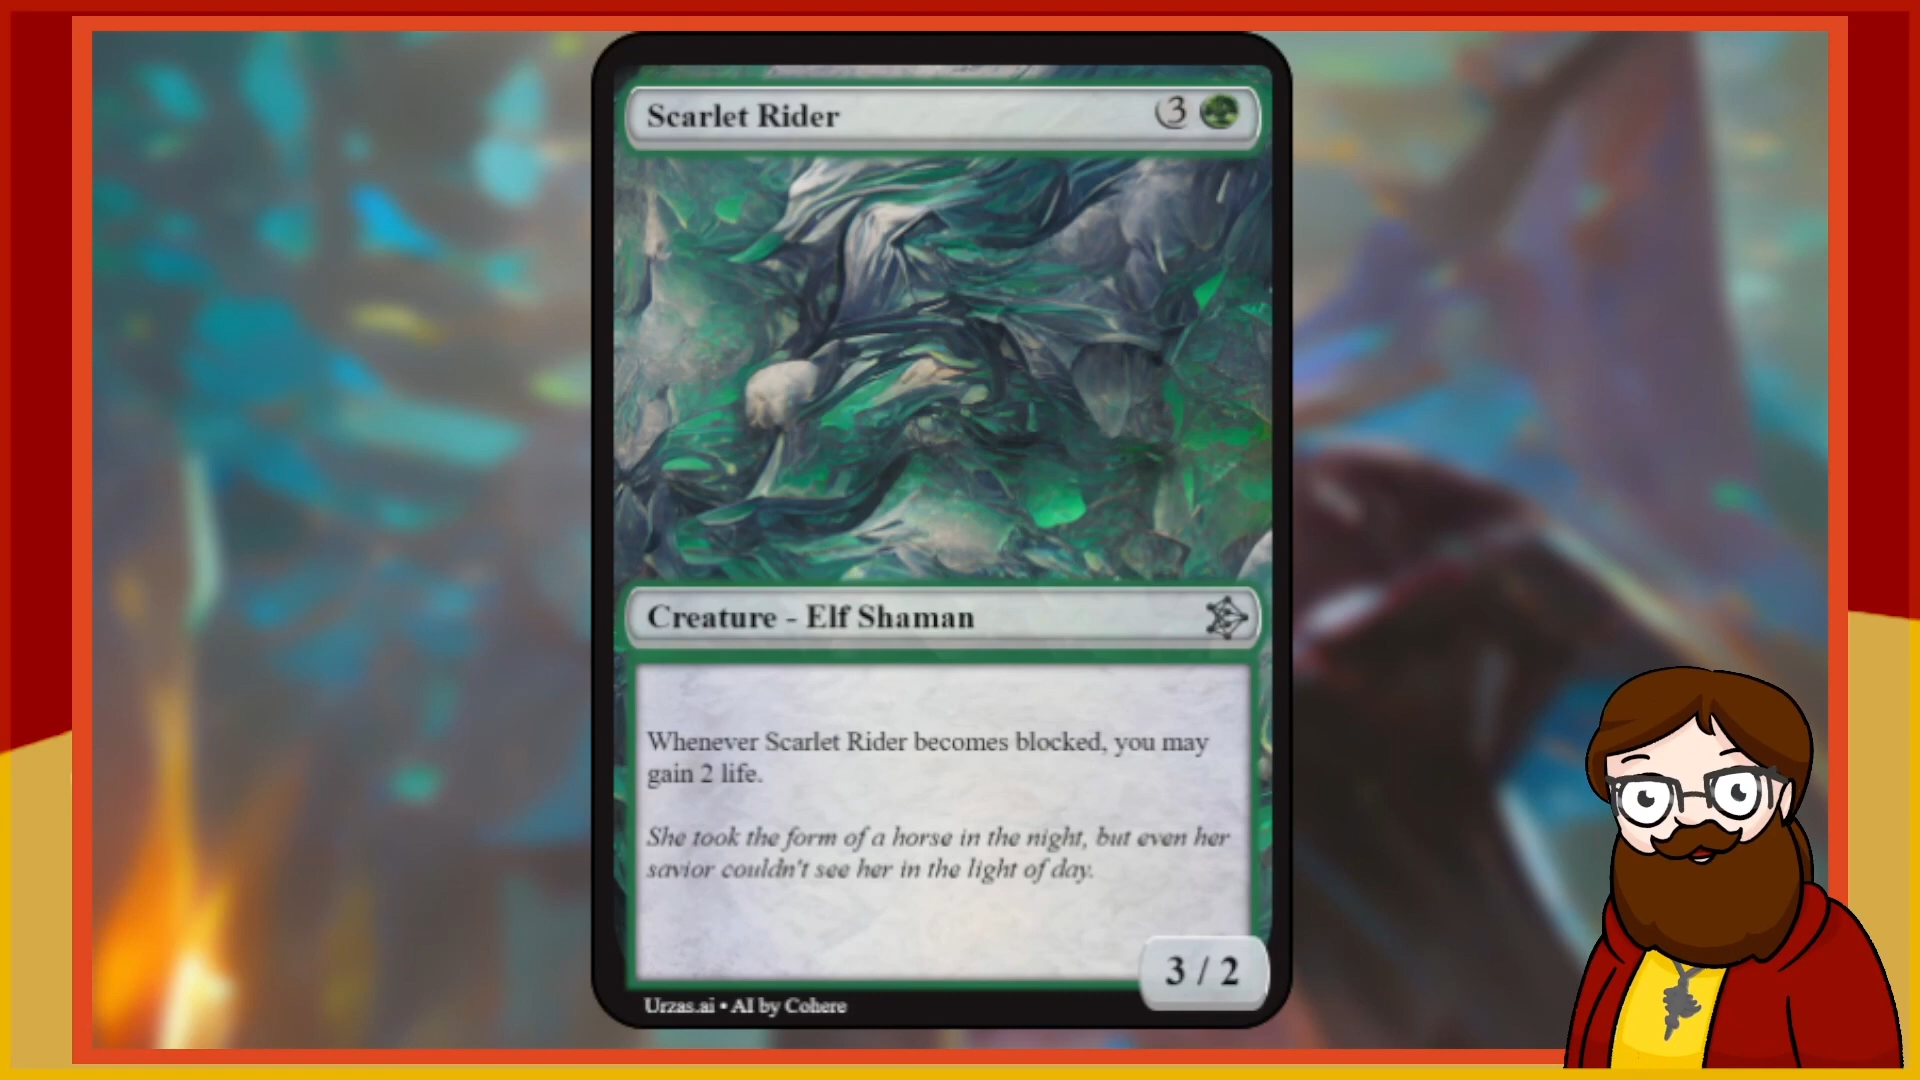 Scarlet Rider
3
Creature - Elf Shaman
Whenever Scarlet Rider becomes blocked, you may
gain 2 life.
She took the form of a horse in the night, but even her
savior couldn't see her in the light of day.
3 / 2
Urzas.ai • AI by Cohere